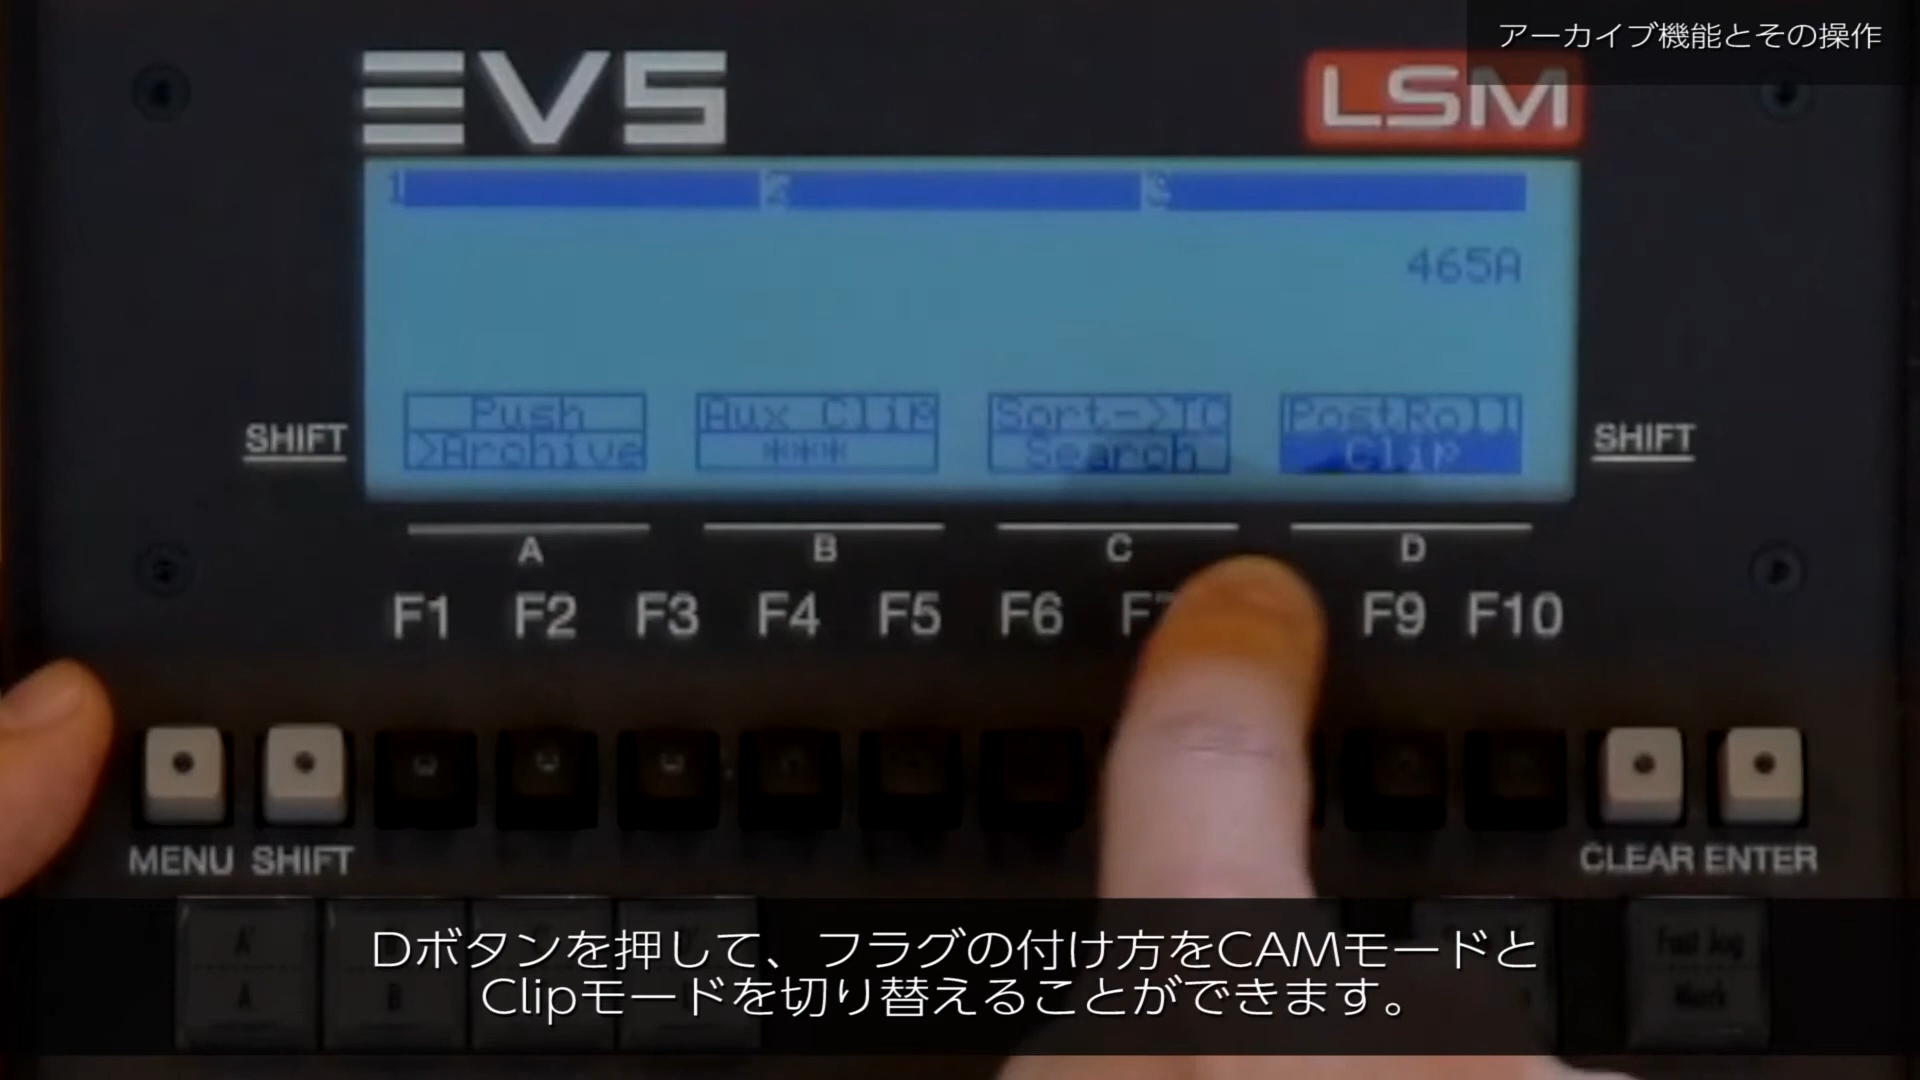 アーカイブ機能とその操作
EVS
LSM
1 2 3
465A
Push Aux Clip Sort->TC PostRoll
>Archive *** Search Clip
SHIFT SHIFT
A B C D
F1 F2 F3 F4 F5 F6 F9 F10
MENU SHIFT CLEAR ENTER
Dボタンを押して、フラグの付け方をCAMモードと
Clipモードを切り替えることができます。
A B Fast Jog
Mark